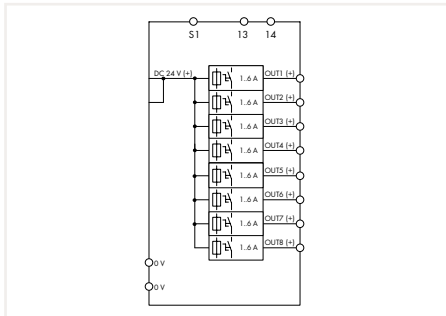 S1 13 14
DC 24 V (+) 1..6 A OUT1 (+)
1..6 A OUT2 (+)
1..6 A OUT3 (+)
1..6 A OUT4 (+)
1..6 A OUT5 (+)
1..6 A OUT6 (+)
1..6 A OUT7 (+)
1..6 A OUT8 (+)
0 V
0 V